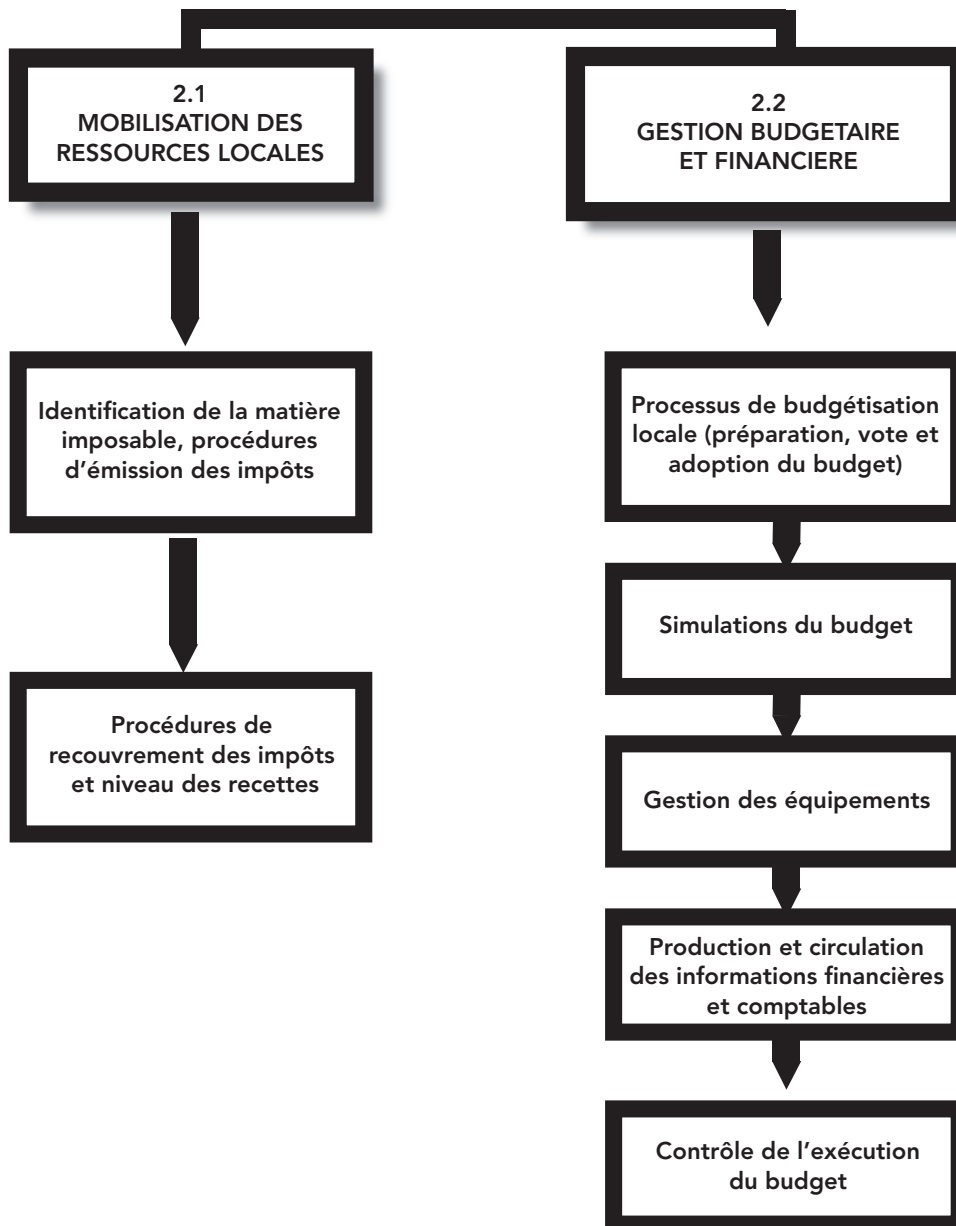 2.1
MOBILISATION DES
RESSOURCES LOCALES
Identification de la matière
imposable, procédures
d’émission des impôts
Procédures de
recouvrement des impôts
et niveau des recettes
2.2
GESTION BUDGETAIRE
ET FINANCIERE
Processus de budgétisation
locale (préparation, vote et
adoption du budget)
Simulations du budget
Gestion des équipements
Production et circulation
des informations financières
et comptables
Contrôle de l’exécution
du budget